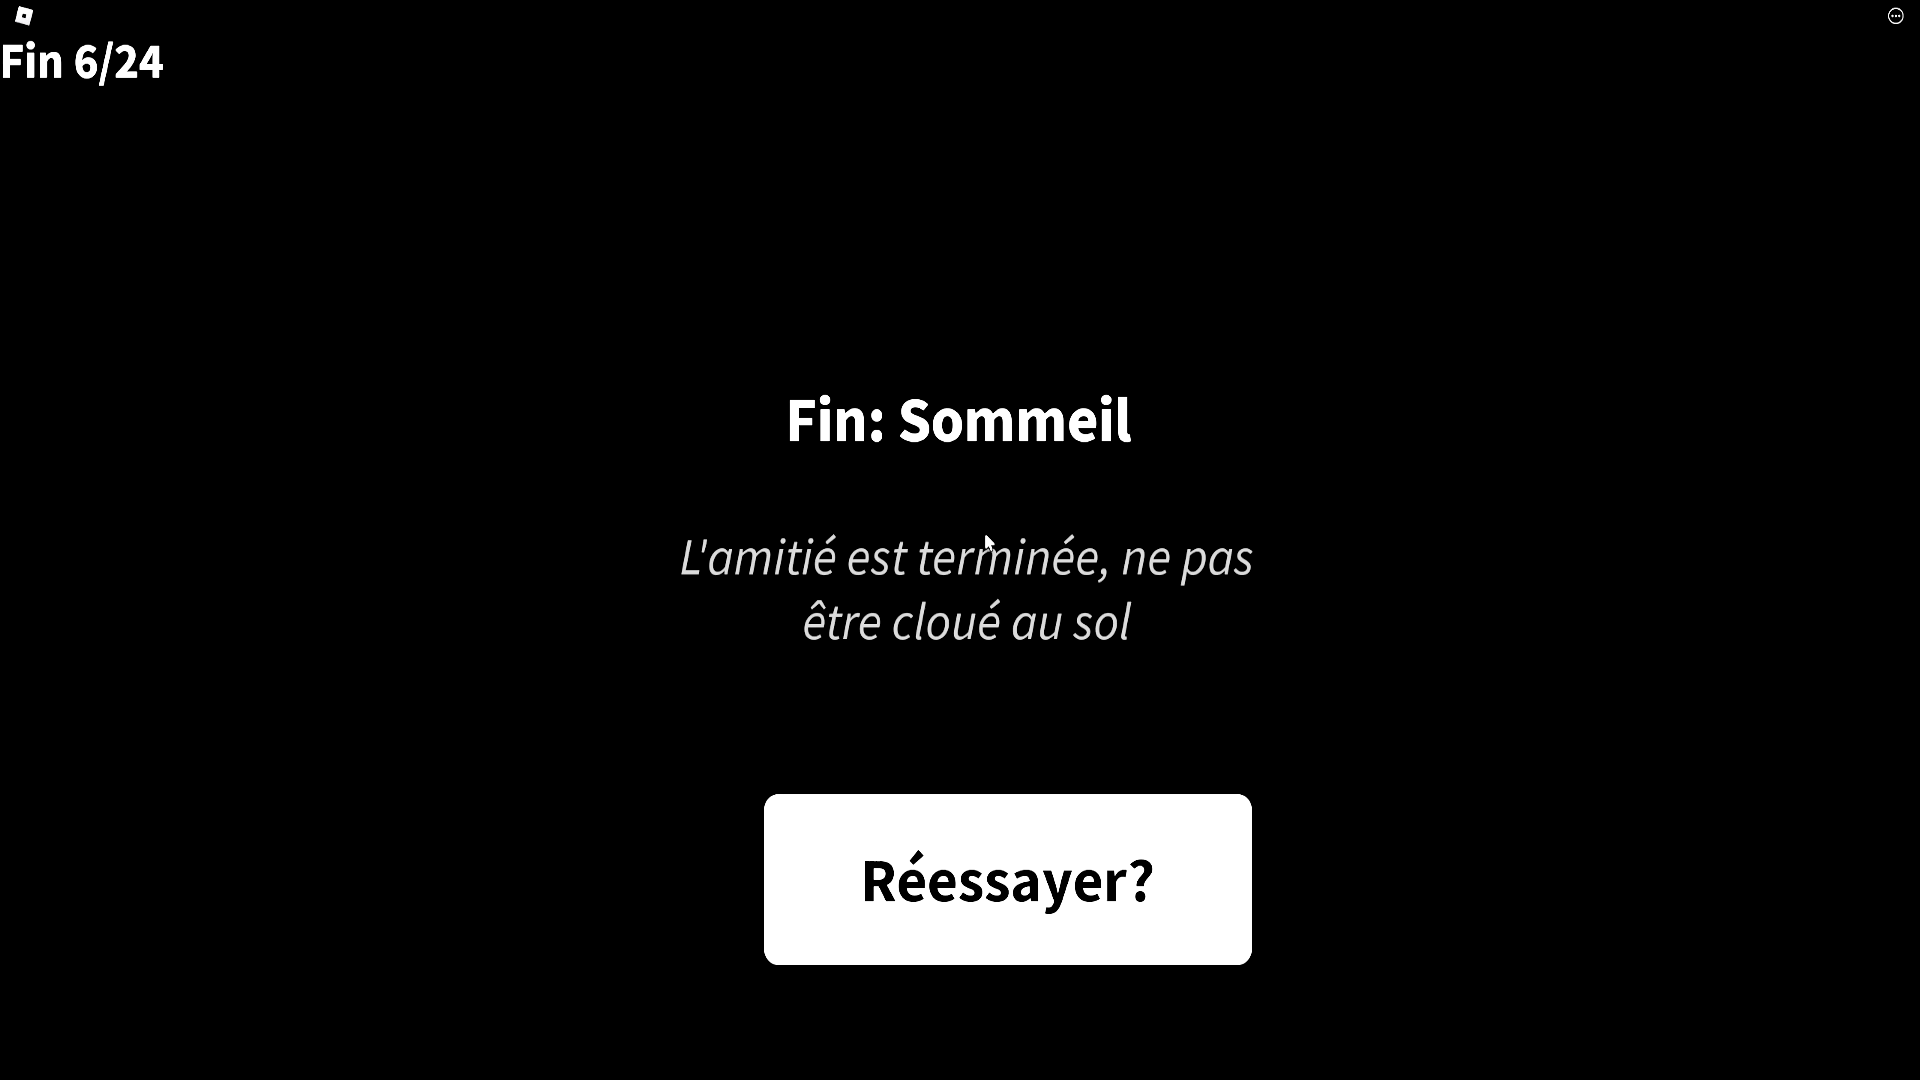 Fin 6/24
Fin: Sommeil
L'amitié est terminée, ne pas
être cloué au sol
Réessayer?